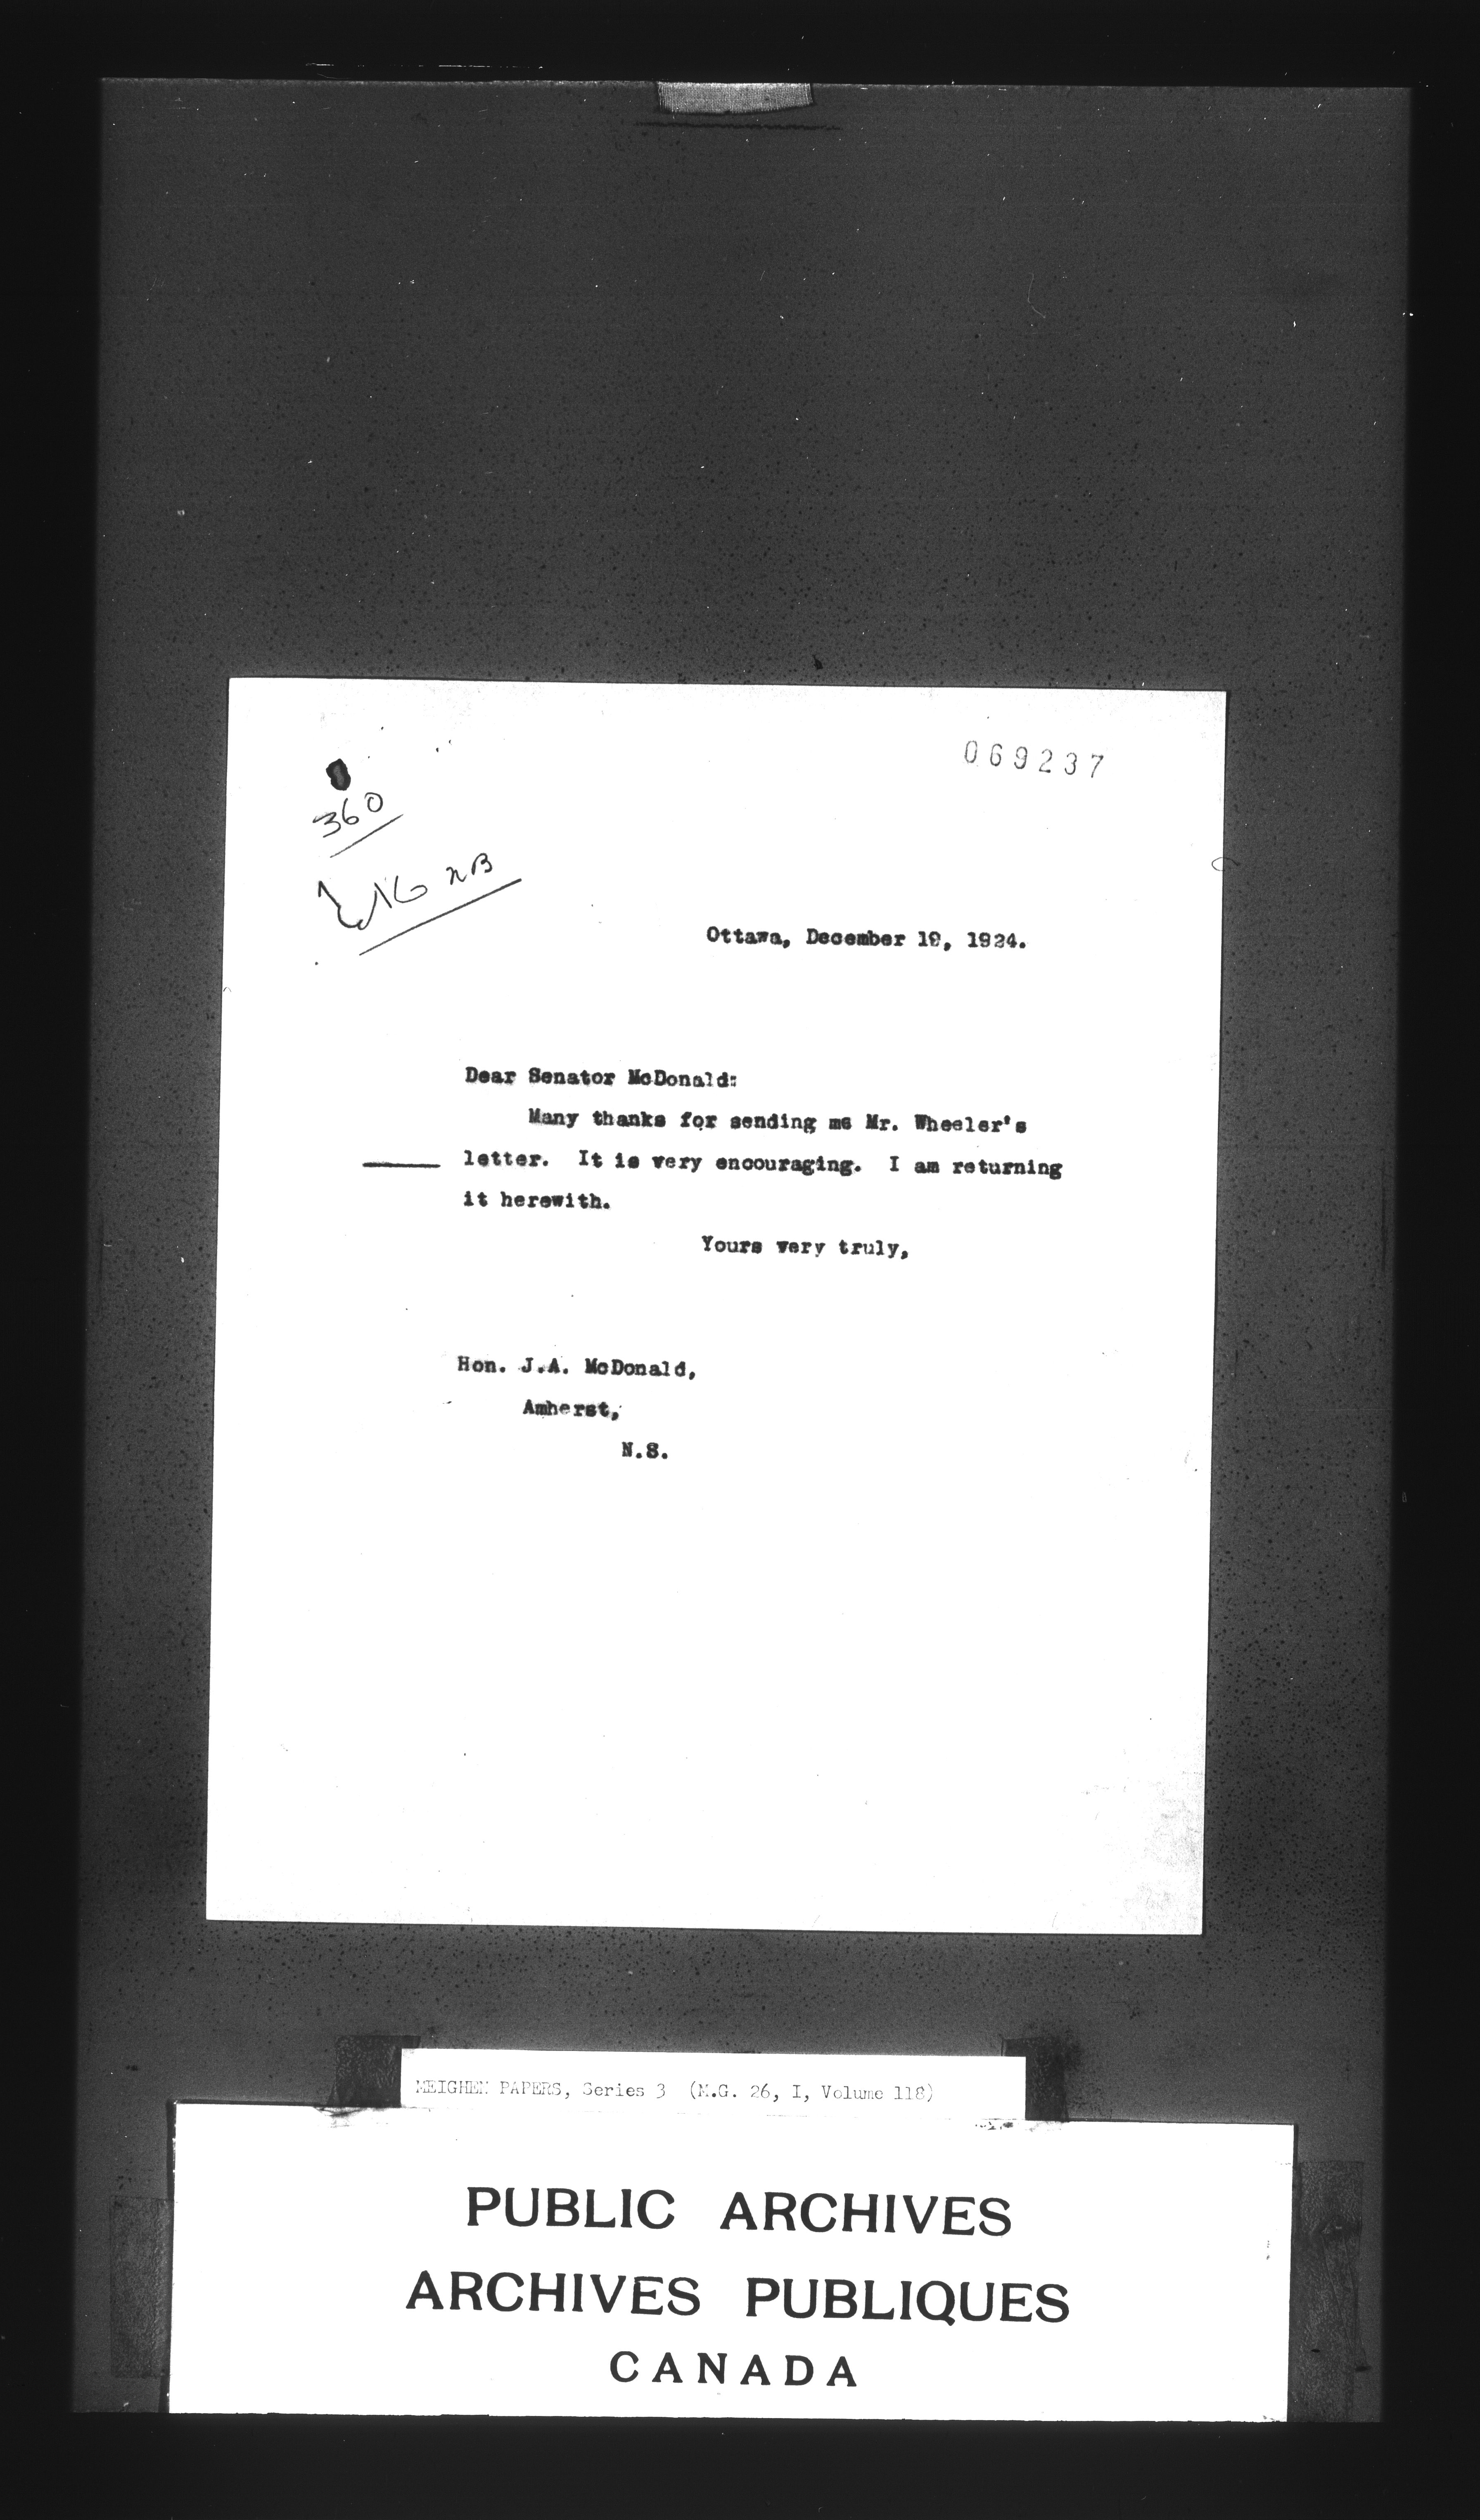 069237
360
NB
Ottawa, December 19, 1924.
Dear Senator McDonald:
Many thanks for sending me Mr. Wheeler's
letter. It is very encouraging. I am returning
it herewith.
Yours very truly,
Hon. J.A. McDonald,
Amherst,
N.S.
MEIGHEN PAPERS, Series 3 (M.G. 26, I, Volume 118)
PUBLIC ARCHIVES
ARCHIVES PUBLIQUES
CANADA